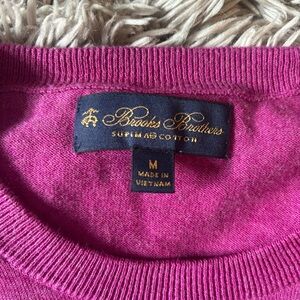 Brooks Brothers
SUPIMA® COTTON
M
MADE IN
VIETNAM